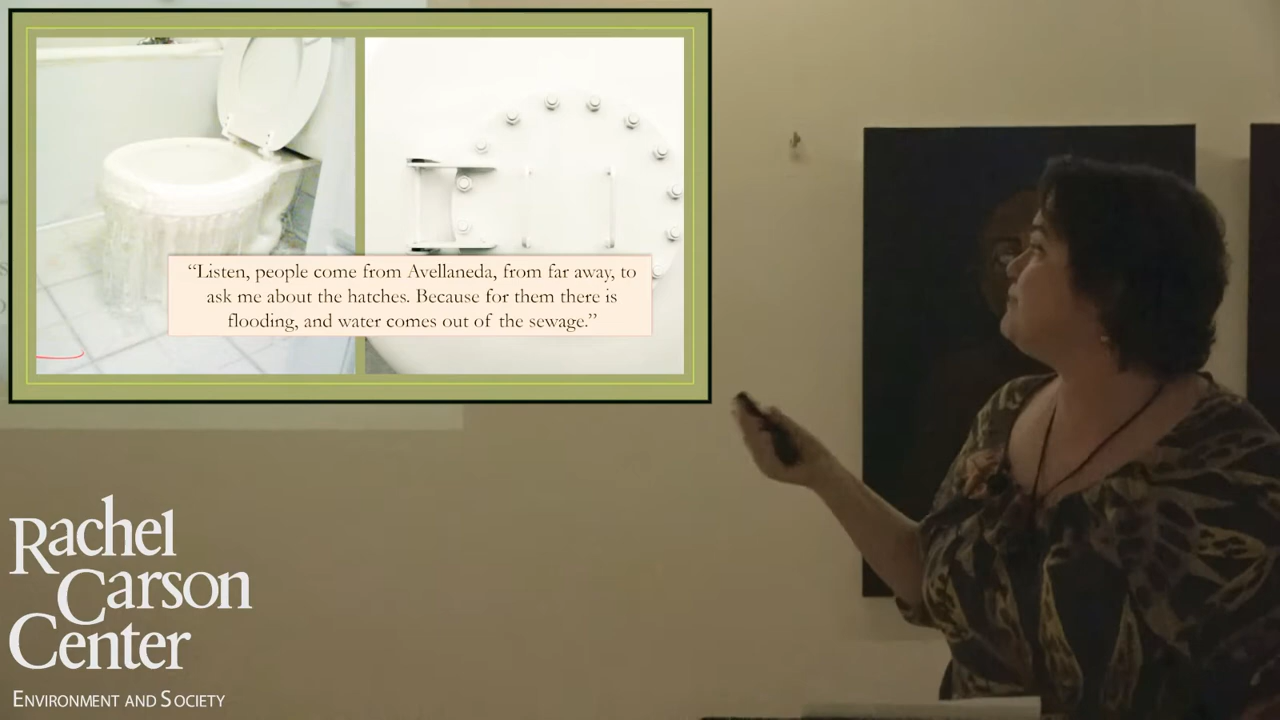 “Listen, people come from Avellaneda, from far away, to
ask me about the hatches. Because for them there is
flooding, and water comes out of the sewage.”
Rachel
Carson
Center
Environment and Society